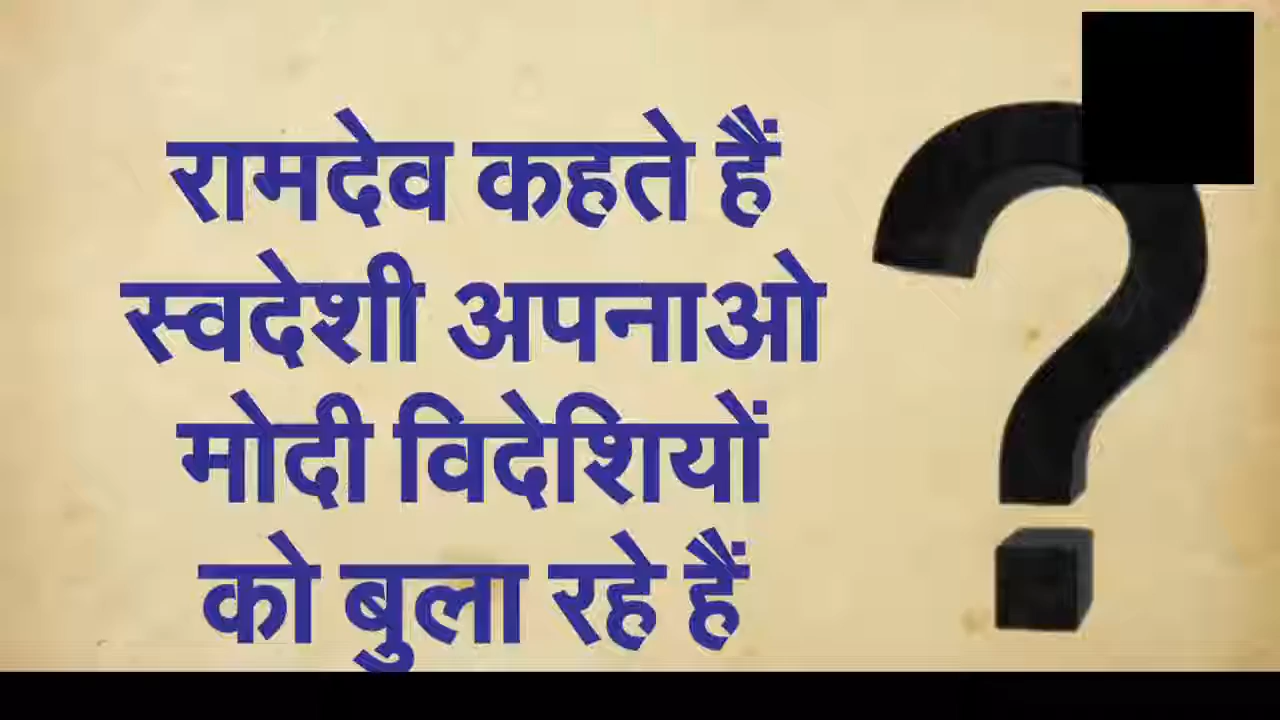 रामदेव कहते हैं
स्वदेशी अपनाओ
मोदी विदेशियों
को बुला रहे हैं
?